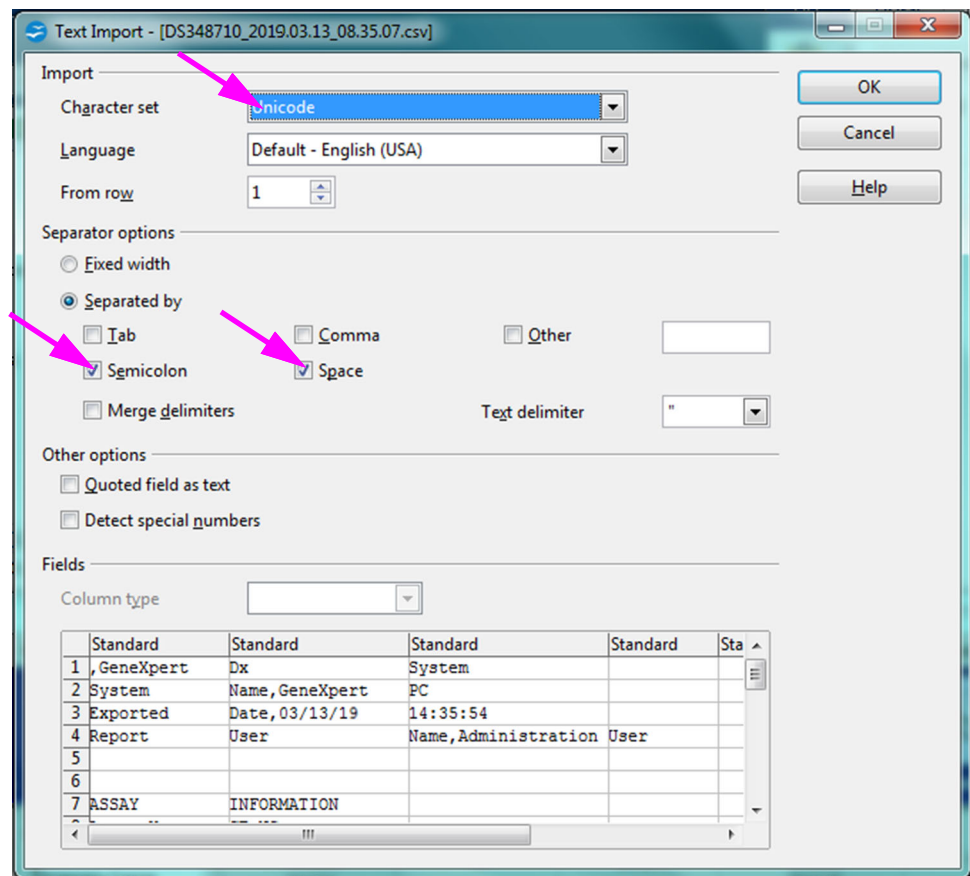 Text Import - [DS348710_2019.03.13_08.35.07.csv]
Import
OK
Character set
Unicode
Cancel
Language
Default - English (USA)
From row
1
Help
Separator options
Fixed width
Separated by
Tab Comma Other
Semicolon Space
Merge delimiters Text delimiter "
Other options
Quoted field as text
Detect special numbers
Fields
Column type
Standard Standard Standard Standard Sta
1 ,GeneXpert Dx System
2 System Name,GeneXpert PC
3 Exported Date,03/13/19 14:35:54
4 Report User Name,Administration User
5
6
7 ASSAY INFORMATION